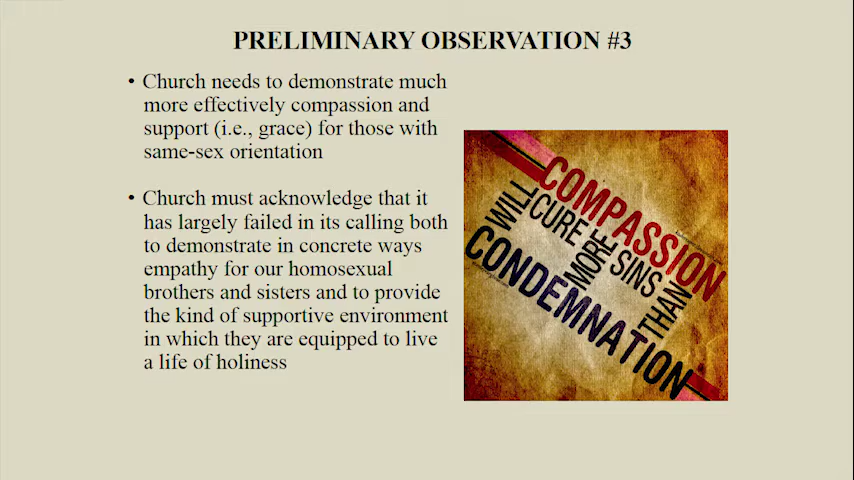 PRELIMINARY OBSERVATION #3
• Church needs to demonstrate much
more effectively compassion and
support (i.e., grace) for those with
same-sex orientation
• Church must acknowledge that it
has largely failed in its calling both
to demonstrate in concrete ways
empathy for our homosexual
brothers and sisters and to provide
the kind of supportive environment
in which they are equipped to live
a life of holiness
COMPASSION
WILL
CURE
MORE
SINS
THAN
CONDEMNATION